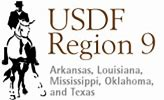 USDF
Region 9
Arkansas, Louisiana,
Mississippi, Oklahoma,
and Texas